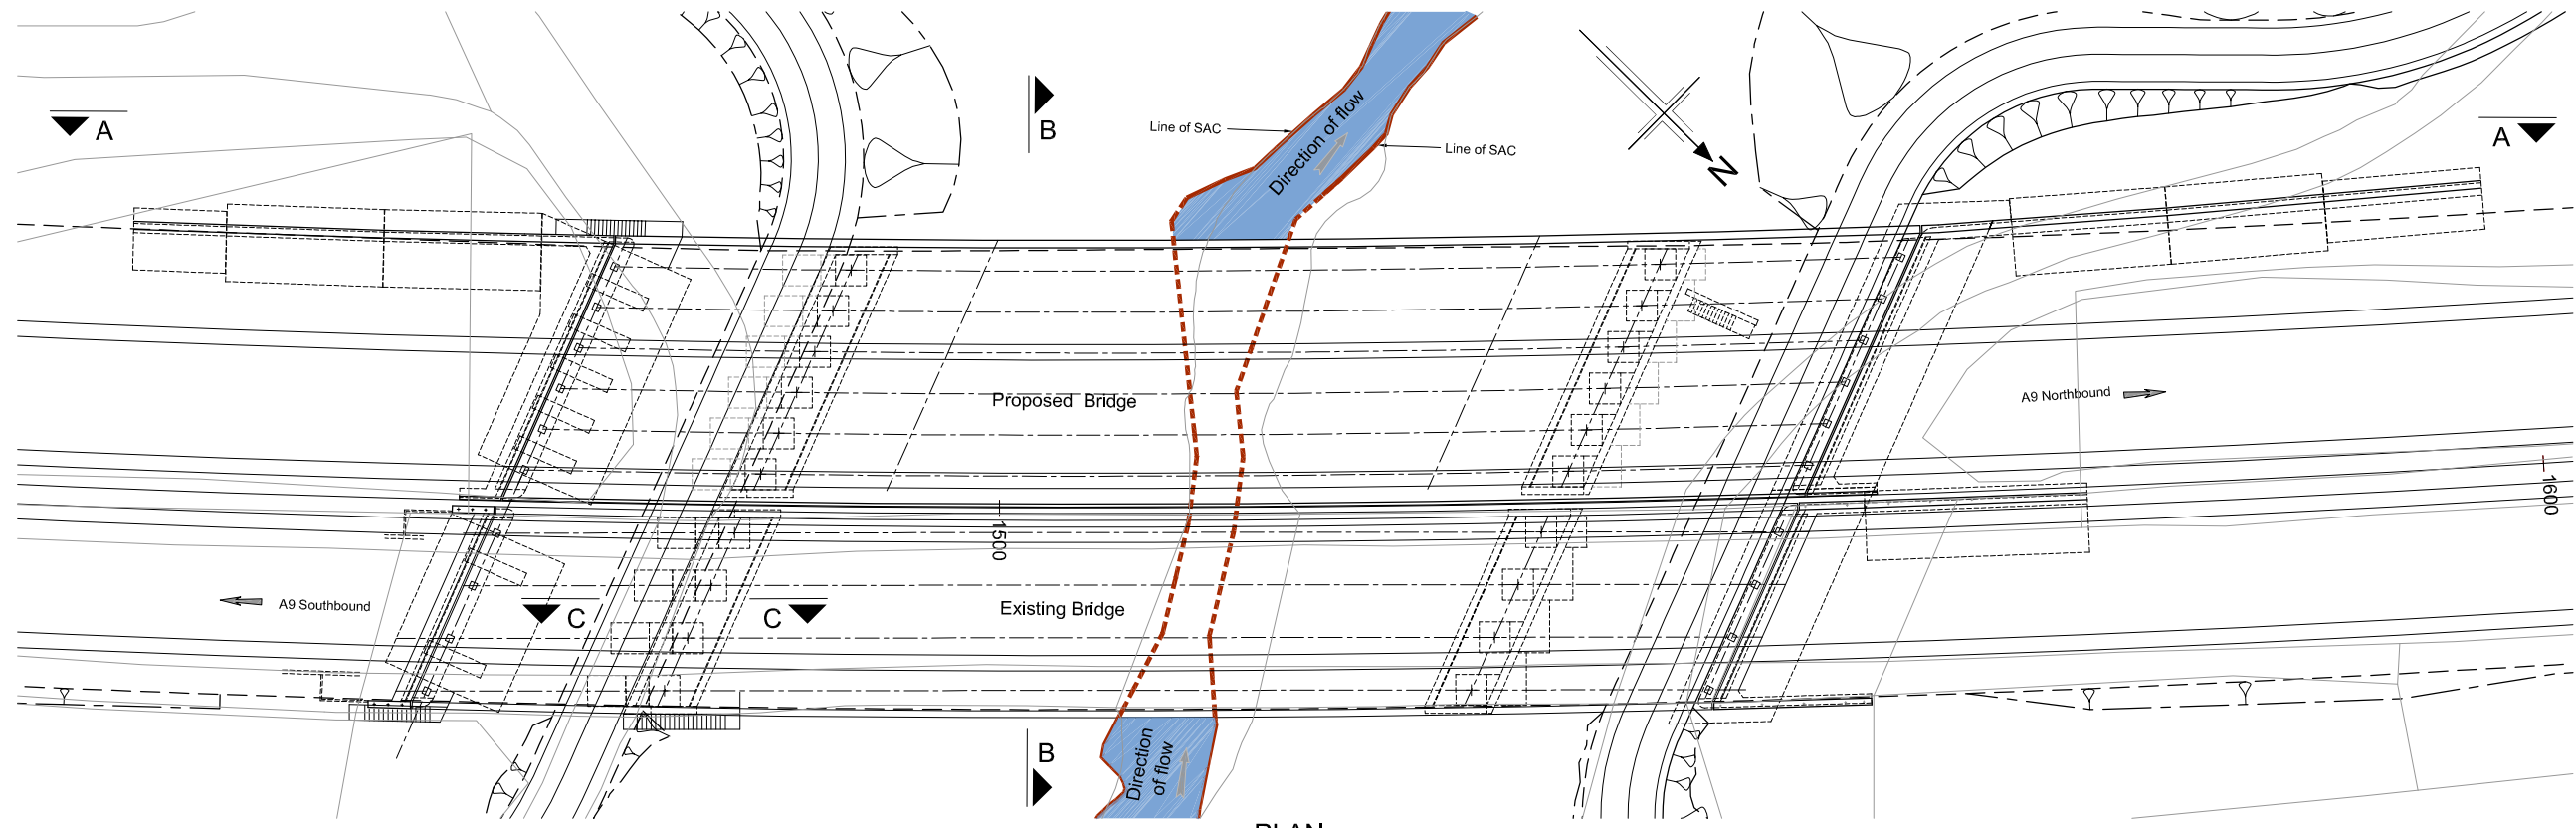 A
B
Line of SAC
Direction of flow
Line of SAC
N
A
Proposed Bridge
A9 Northbound
1600
1500
A9 Southbound
C
C
Existing Bridge
B
Direction
of flow
PLAN